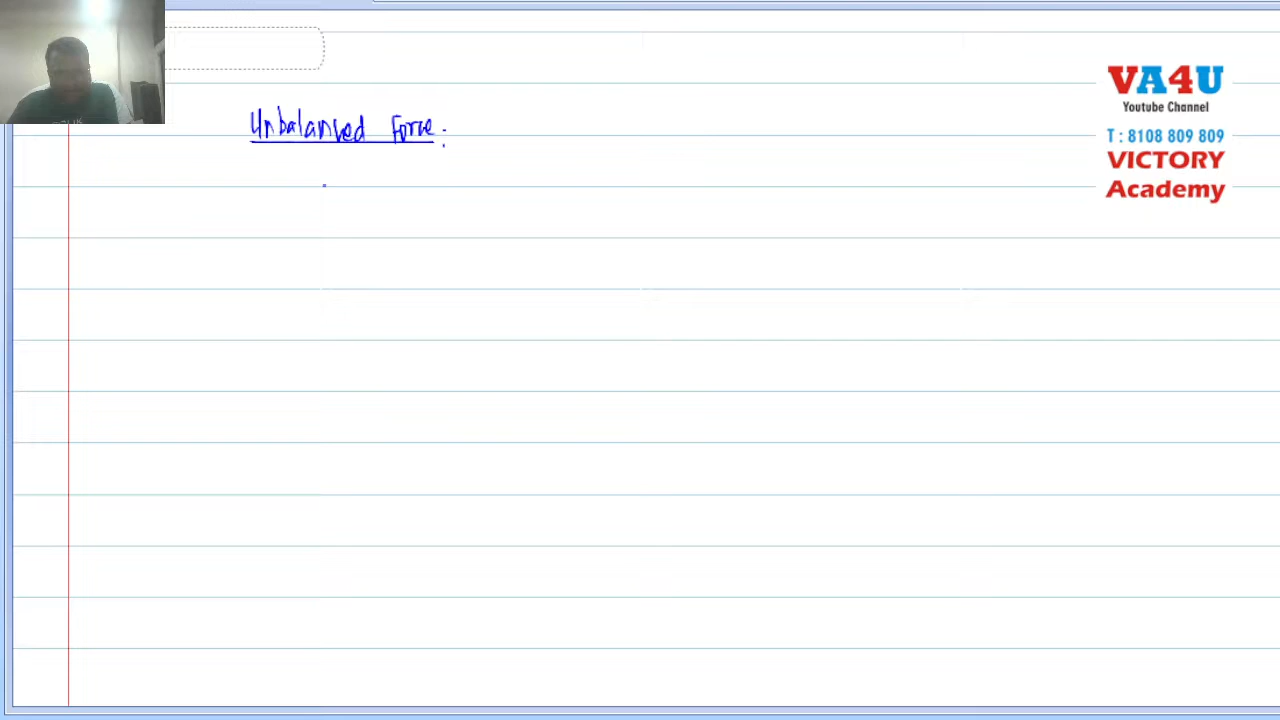 Unbalanced Force :
VA4U
Youtube Channel
T : 8108 809 809
VICTORY
Academy